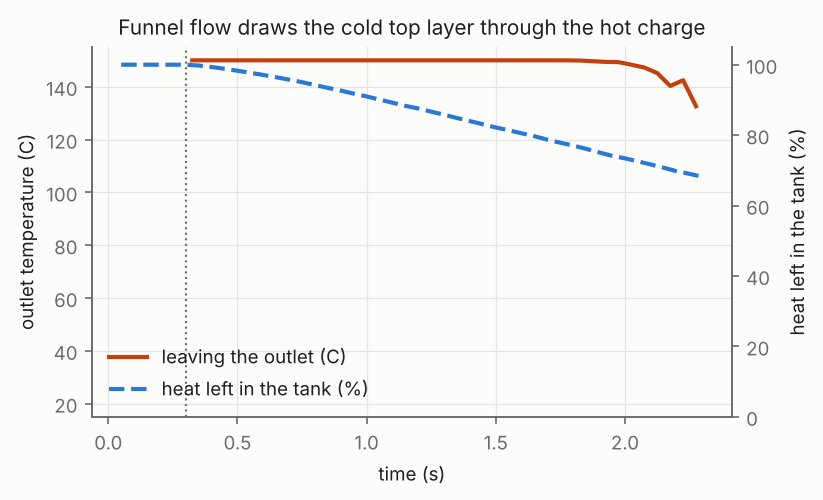 Funnel flow draws the cold top layer through the hot charge
outlet temperature (C)
140
120
100
80
60
40
20
100
80
60
40
20
0
heat left in the tank (%)
leaving the outlet (C)
heat left in the tank (%)
0.0 0.5 1.0 1.5 2.0
time (s)